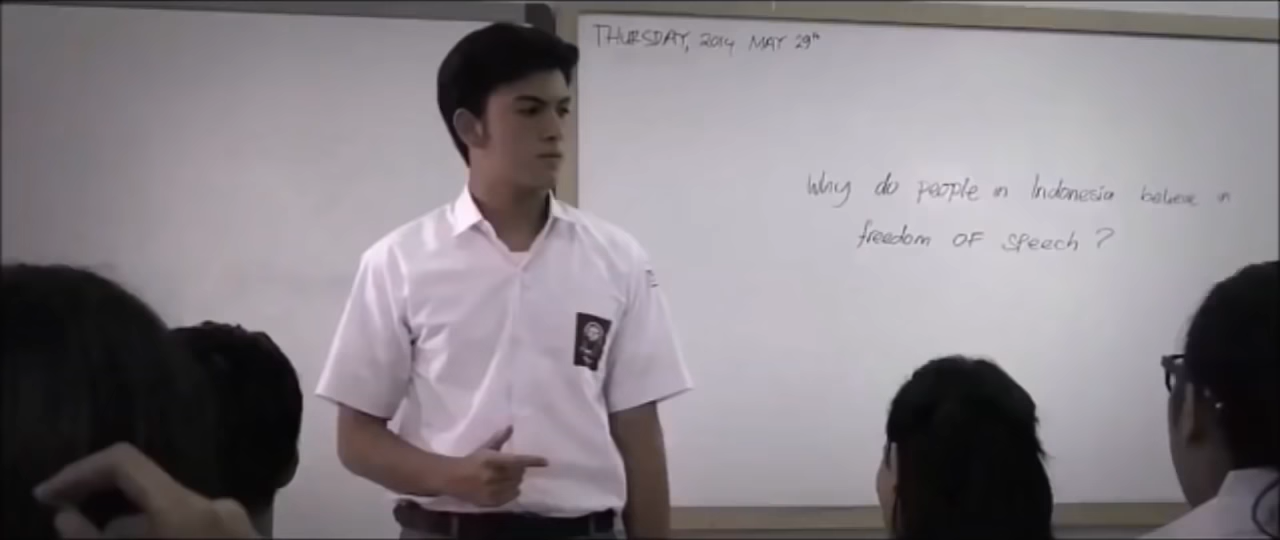 THURSDAY, 2014 MAY 29th
Why do people in Indonesia believe in
freedom OF speech ?